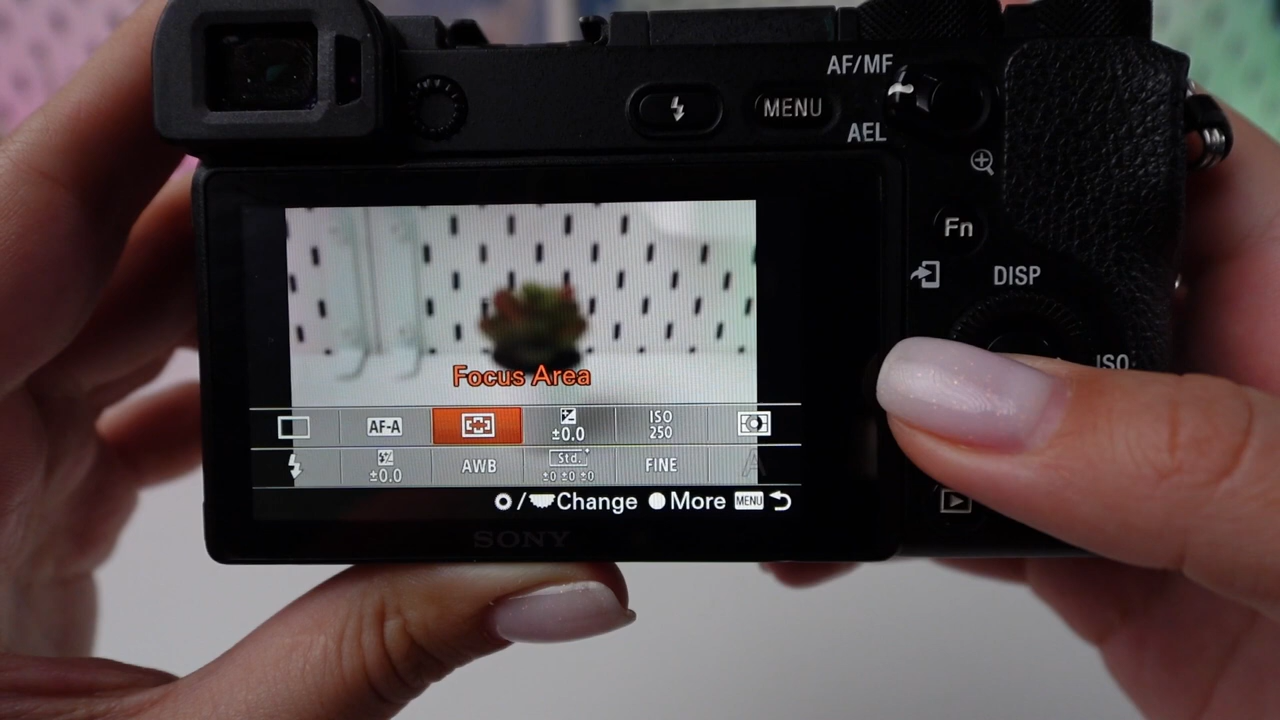 AF/MF
MENU
AEL
Fn
DISP
ISO
Focus Area
AF-A
±0.0
ISO
250
±0.0
AWB
Std.
±0 ±0 ±0
FINE
A
/ Change More MENU
SONY